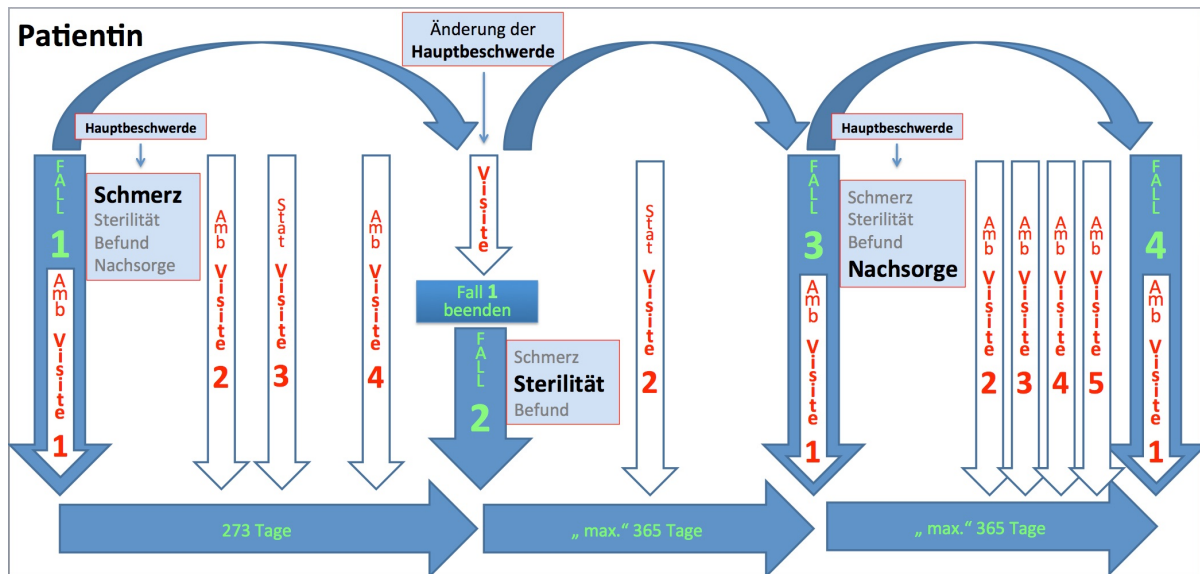 Patientin
Änderung der
Hauptbeschwerde
Hauptbeschwerde
FALL
1
Amb Visite 1
Schmerz
Sterilität
Befund
Nachsorge
Amb Visite 2
Stat Visite 3
Amb Visite 4
Visite
Fall 1
beenden
FALL
2
Schmerz
Sterilität
Befund
Stat Visite 2
FALL
3
Amb Visite 1
Hauptbeschwerde
Schmerz
Sterilität
Befund
Nachsorge
Amb Visite 2
Amb Visite 3
Amb Visite 4
Amb Visite 5
FALL
4
Amb Visite 1
273 Tage
„ max.“ 365 Tage
„ max.“ 365 Tage